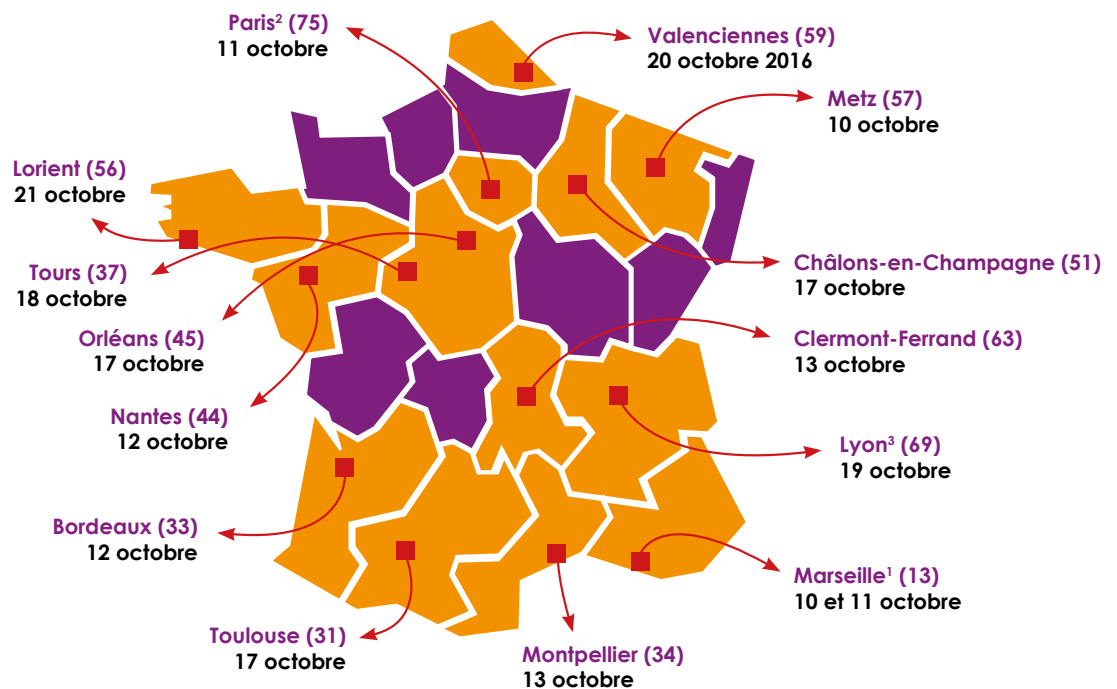 Paris² (75)
11 octobre
Valenciennes (59)
20 octobre 2016
Metz (57)
10 octobre
Lorient (56)
21 octobre
Tours (37)
18 octobre
Châlons-en-Champagne (51)
17 octobre
Orléans (45)
17 octobre
Clermont-Ferrand (63)
13 octobre
Nantes (44)
12 octobre
Lyon³ (69)
19 octobre
Bordeaux (33)
12 octobre
Marseille¹ (13)
10 et 11 octobre
Toulouse (31)
17 octobre
Montpellier (34)
13 octobre